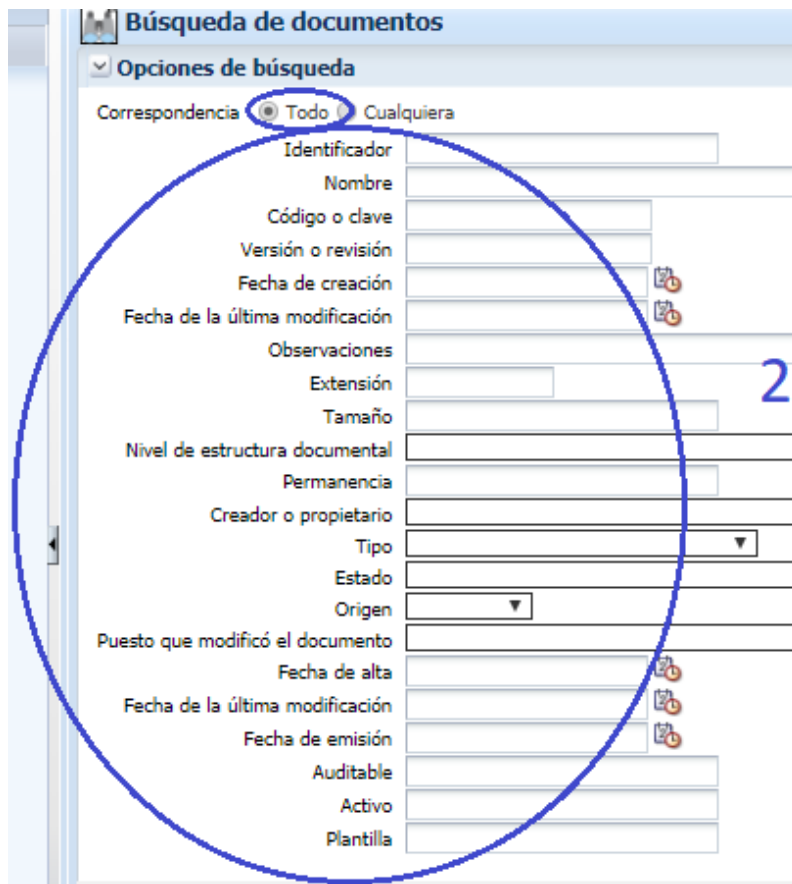 Búsqueda de documentos
Opciones de búsqueda
Correspondencia Todo Cualquiera
Identificador
Nombre
Código o clave
Versión o revisión
Fecha de creación
Fecha de la última modificación
Observaciones
Extensión
2
Tamaño
Nivel de estructura documental
Permanencia
Creador o propietario
Tipo
Estado
Origen
Puesto que modificó el documento
Fecha de alta
Fecha de la última modificación
Fecha de emisión
Auditable
Activo
Plantilla